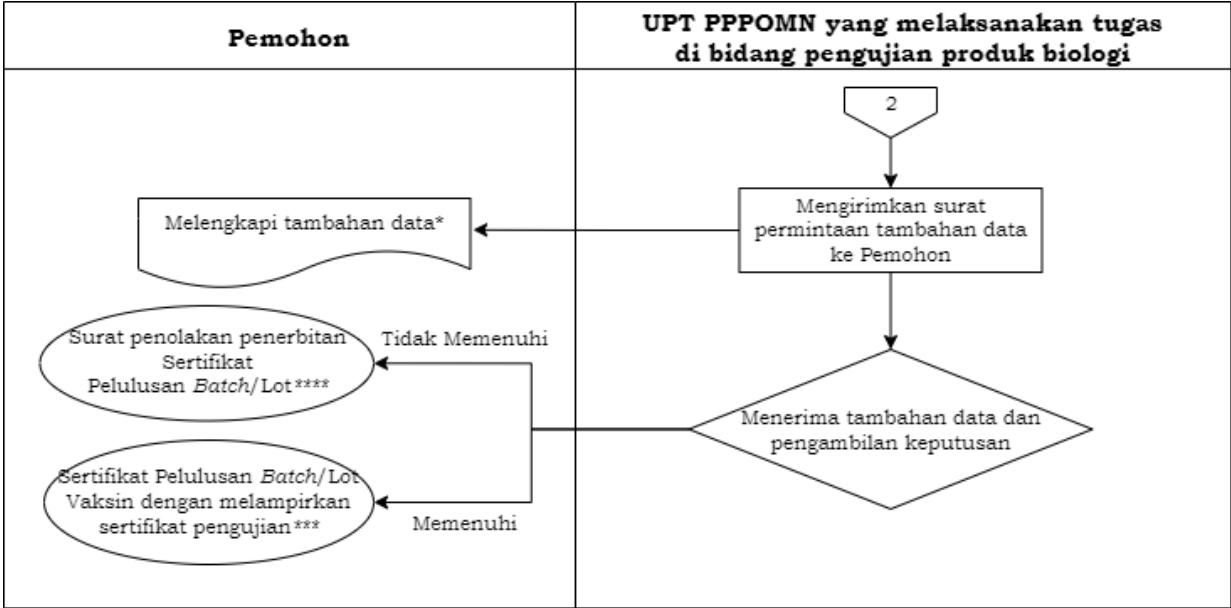 Pemohon
UPT PPPOMN yang melaksanakan tugas
di bidang pengujian produk biologi
2
Mengirimkan surat
permintaan tambahan data
ke Pemohon
Melengkapi tambahan data*
Surat penolakan penerbitan
Sertifikat
Pelulusan Batch/Lot****
Tidak Memenuhi
Menerima tambahan data dan
pengambilan keputusan
Sertifikat Pelulusan Batch/Lot
Vaksin dengan melampirkan
sertifikat pengujian***
Memenuhi